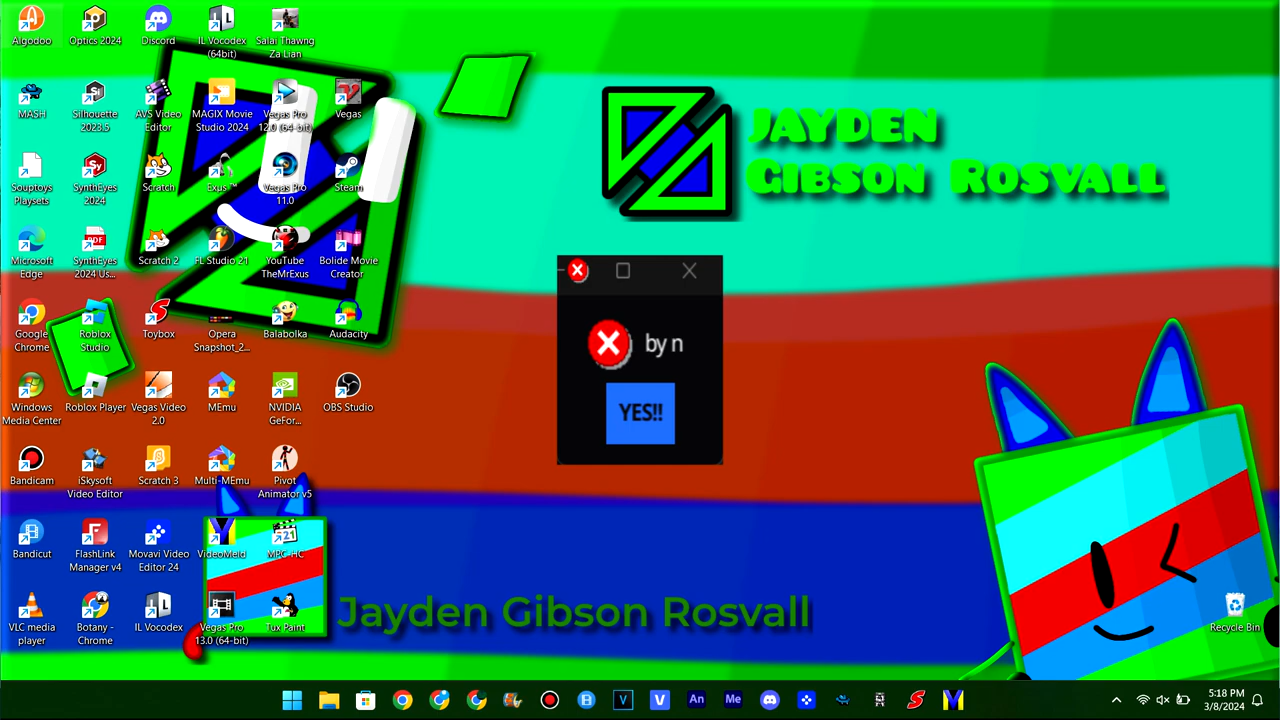 Algodoo
Optics 2024
Discord
IL Vocodex
(64bit)
Salai Thawng
Za Lian
MASH
Silhouette
2023.5
AVS Video
Editor
MAGIX Movie
Studio 2024
Vegas Pro
12.0 (64-bit)
Vegas
Souptoys
Playsets
SynthEyes
2024
Scratch
Exus™
Vegas Pro
11.0
Steam
Microsoft
Edge
SynthEyes
2024 Us...
Scratch 2
FL Studio 21
YouTube
TheMrExus
Bolide Movie
Creator
Google
Chrome
Roblox
Studio
Toybox
Opera
Snapshot_2...
Balabolka
Audacity
Windows
Media Center
Roblox Player
Vegas Video
2.0
MEmu
NVIDIA
GeFor...
OBS Studio
Bandicam
iSkysoft
Video Editor
Scratch 3
Multi-MEmu
Pivot
Animator v5
Bandicut
FlashLink
Manager v4
Movavi Video
Editor 24
VideoMeld
MPC-HC
VLC media
player
Botany -
Chrome
IL Vocodex
Vegas Pro
13.0 (64-bit)
Tux Paint
JAYDEN
GIBSON ROSVALL
by n
YES!!
Jayden Gibson Rosvall
Recycle Bin
5:18 PM
3/8/2024